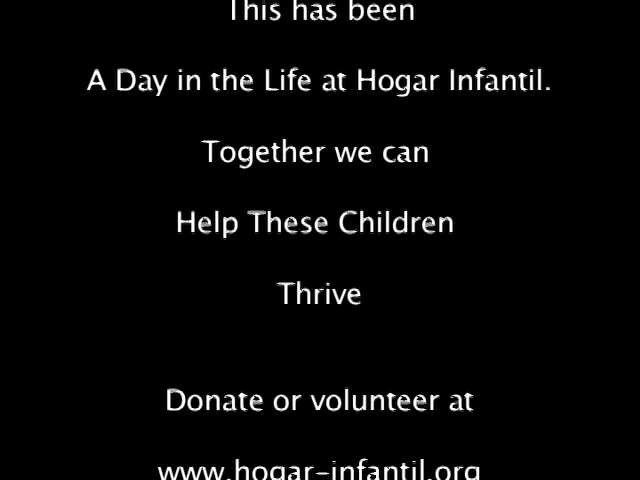 This has been
A Day in the Life at Hogar Infantil.
Together we can
Help These Children
Thrive
Donate or volunteer at
www.hogar-infantil.org